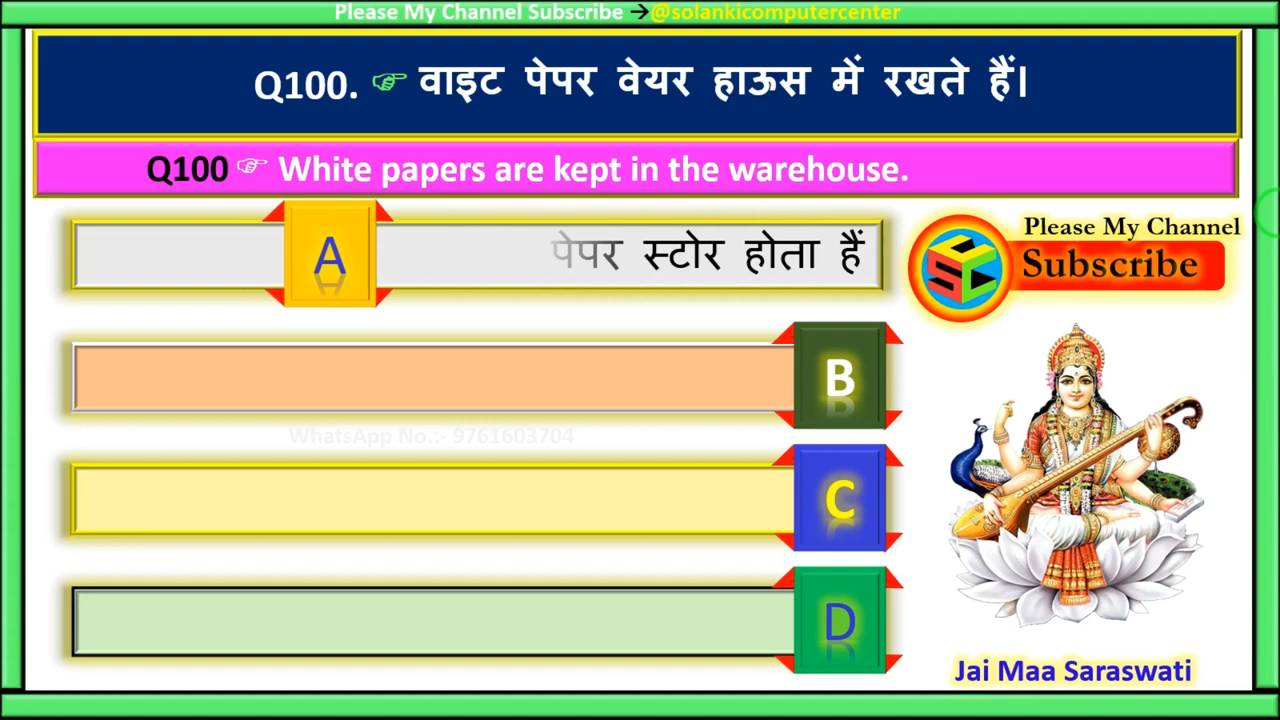 Please My Channel Subscribe →@solankicomputercenter
Q100. ☞ वाइट पेपर वेयर हाऊस में रखते हैं।
Q100 ☞ White papers are kept in the warehouse.
A
पेपर स्टोर होता हैं
Please My Channel
Subscribe
SCC
B
WhatsApp No.:- 9761603704
C
D
Jai Maa Saraswati